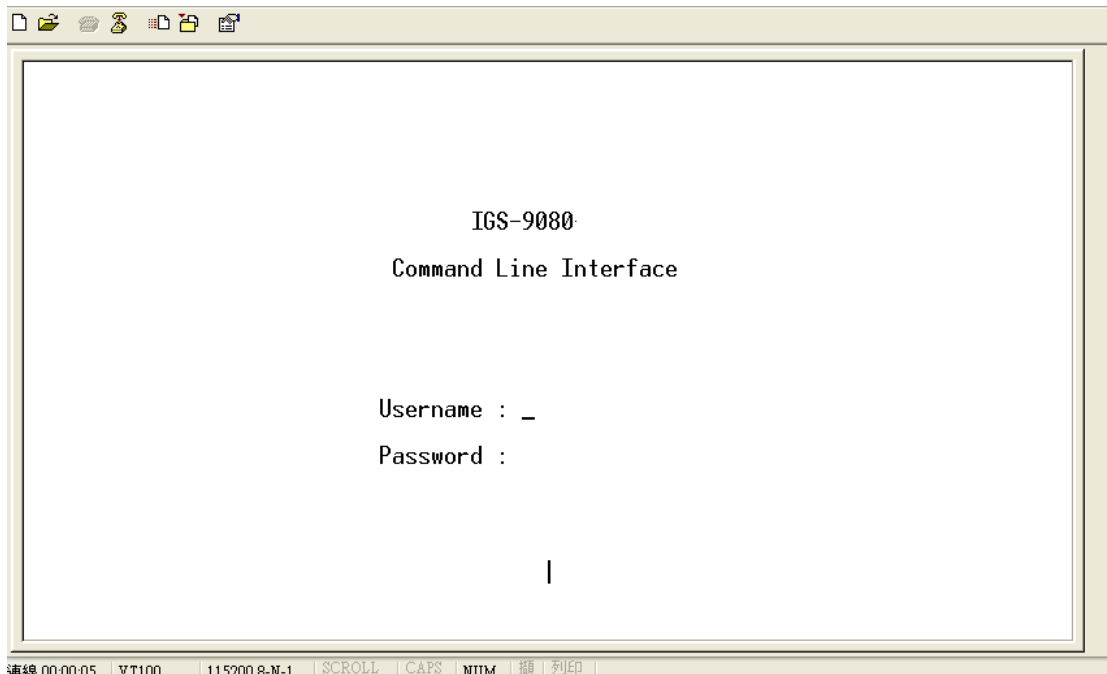 IGS-9080
Command Line Interface
Username : _
Password :
連線 00:00:05 VT100 115200 8-N-1 SCROLL CAPS NUM 擷 列印